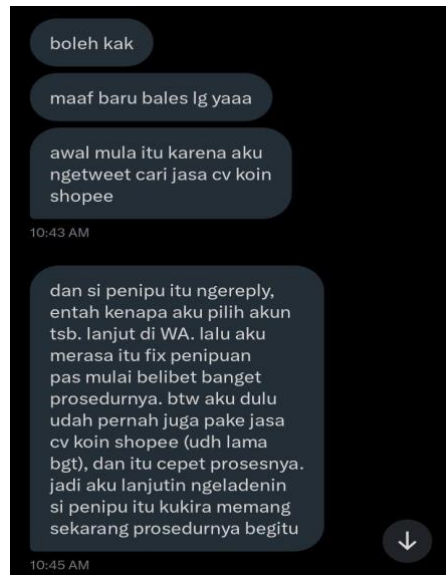 boleh kak
maaf baru bales lg yaaa
awal mula itu karena aku
ngetweet cari jasa cv koin
shopee
10:43 AM
dan si penipu itu ngereply,
entah kenapa aku pilih akun
tsb. lanjut di WA. lalu aku
merasa itu fix penipuan
pas mulai belibet banget
prosedurnya. btw aku dulu
udah pernah juga pake jasa
cv koin shopee (udh lama
bgt), dan itu cepet prosesnya.
jadi aku lanjutin ngeladenin
si penipu itu kukira memang
sekarang prosedurnya begitu
10:45 AM